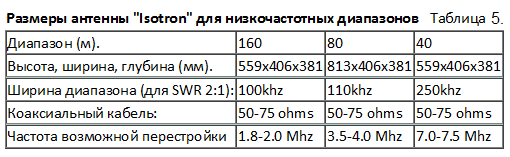 Размеры антенны "Isotron" для низкочастотных диапазонов Таблица 5.
Диапазон (м). 160 80 40
Высота, ширина, глубина (мм). 559x406x381 813x406x381 559x406x381
Ширина диапазона (для SWR 2:1): 100khz 110khz 250khz
Коаксиальный кабель: 50-75 ohms 50-75 ohms 50-75 ohms
Частота возможной перестройки 1.8-2.0 Mhz 3.5-4.0 Mhz 7.0-7.5 Mhz